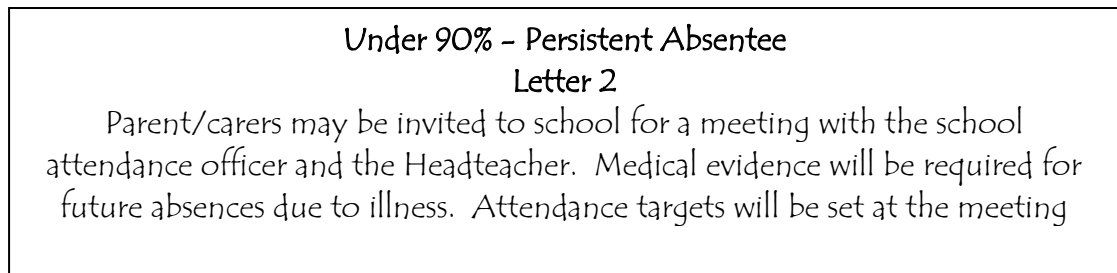 Under 90% - Persistent Absentee
Letter 2
Parent/carers may be invited to school for a meeting with the school
attendance officer and the Headteacher.  Medical evidence will be required for
future absences due to illness.  Attendance targets will be set at the meeting